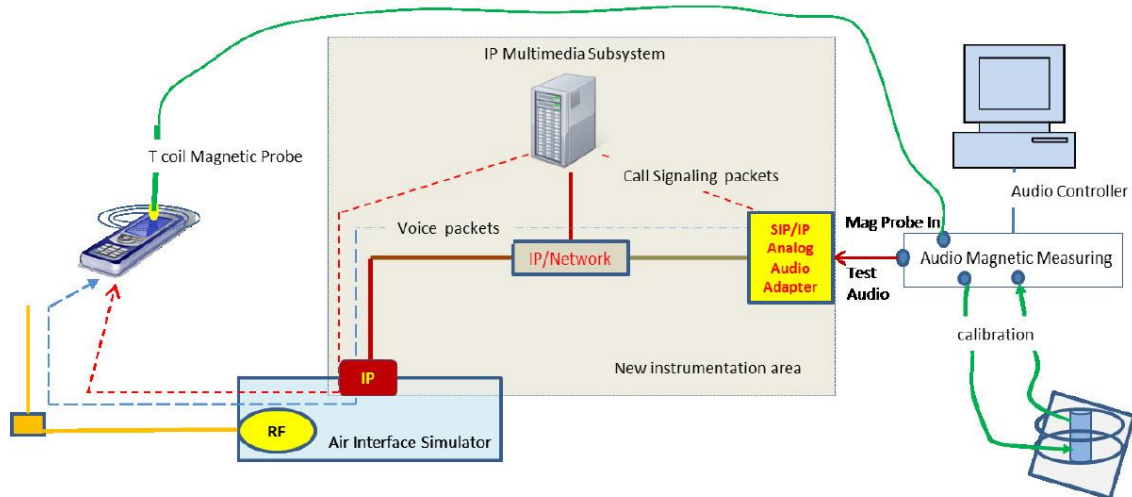 IP Multimedia Subsystem
T coil Magnetic Probe
Call Signaling packets
Audio Controller
Voice packets
IP/Network
SIP/IP
Analog
Audio
Adapter
Mag Probe In
Test
Audio
Audio Magnetic Measuring
calibration
New instrumentation area
IP
RF
Air Interface Simulator